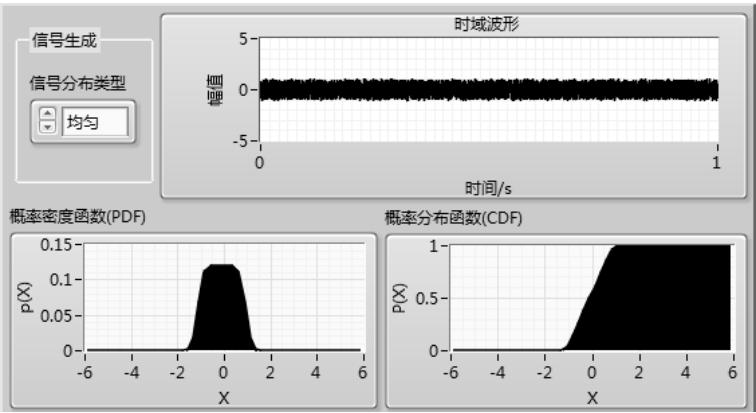 信号生成
信号分布类型
均匀
时域波形
幅值
5
0
-5
0 1
时间/s
概率密度函数(PDF)
p(X)
0.15
0.1
0.05
0
-6 -4 -2 0 2 4 6
X
概率分布函数(CDF)
P(X)
1
0.5
0
-6 -4 -2 0 2 4 6
X